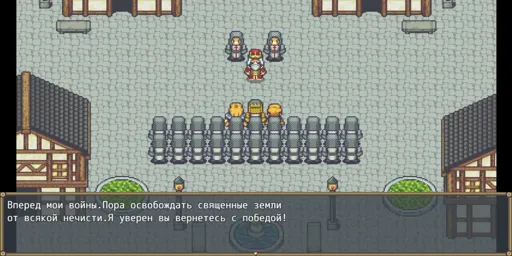 Вперед мои войны.Пора освобождать священные земли
от всякой нечисти.Я уверен вы вернетесь с победой!